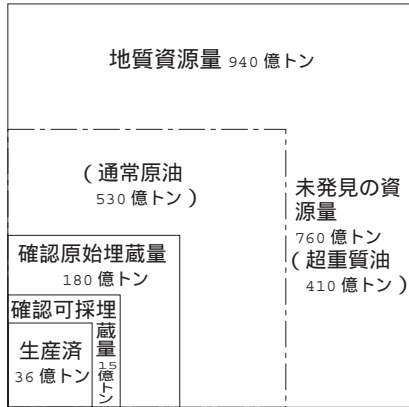 地質資源量 940 億トン
（通常原油
530 億トン）
未発見の資
源量
760 億トン
（超重質油
410 億トン）
確認原始埋蔵量
180 億トン
確認可採埋
蔵量
15億トン
生産済
36 億トン